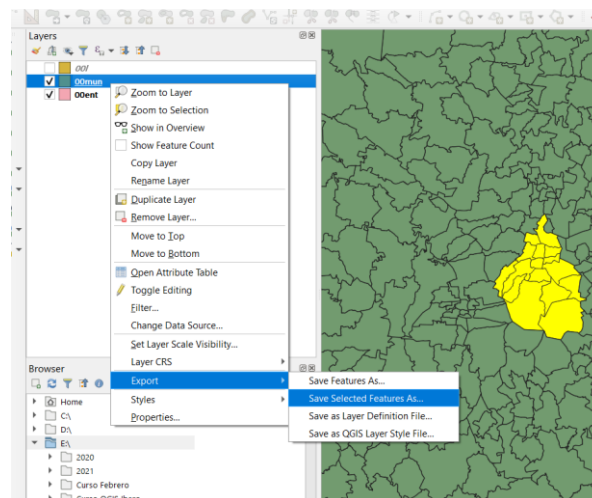 Layers
00l
00mun
00ent
Zoom to Layer
Zoom to Selection
Show in Overview
Show Feature Count
Copy Layer
Rename Layer
Duplicate Layer
Remove Layer...
Move to Top
Move to Bottom
Open Attribute Table
Toggle Editing
Filter...
Change Data Source...
Set Layer Scale Visibility...
Layer CRS
Export
Styles
Properties...
Save Features As...
Save Selected Features As...
Save as Layer Definition File...
Save as QGIS Layer Style File...
Browser
Home
C:\
D:\
E:\
2020
2021
Curso Febrero
Curso QGIS Ibero